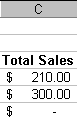 C
Total Sales
$ 210.00
$ 300.00
$ -